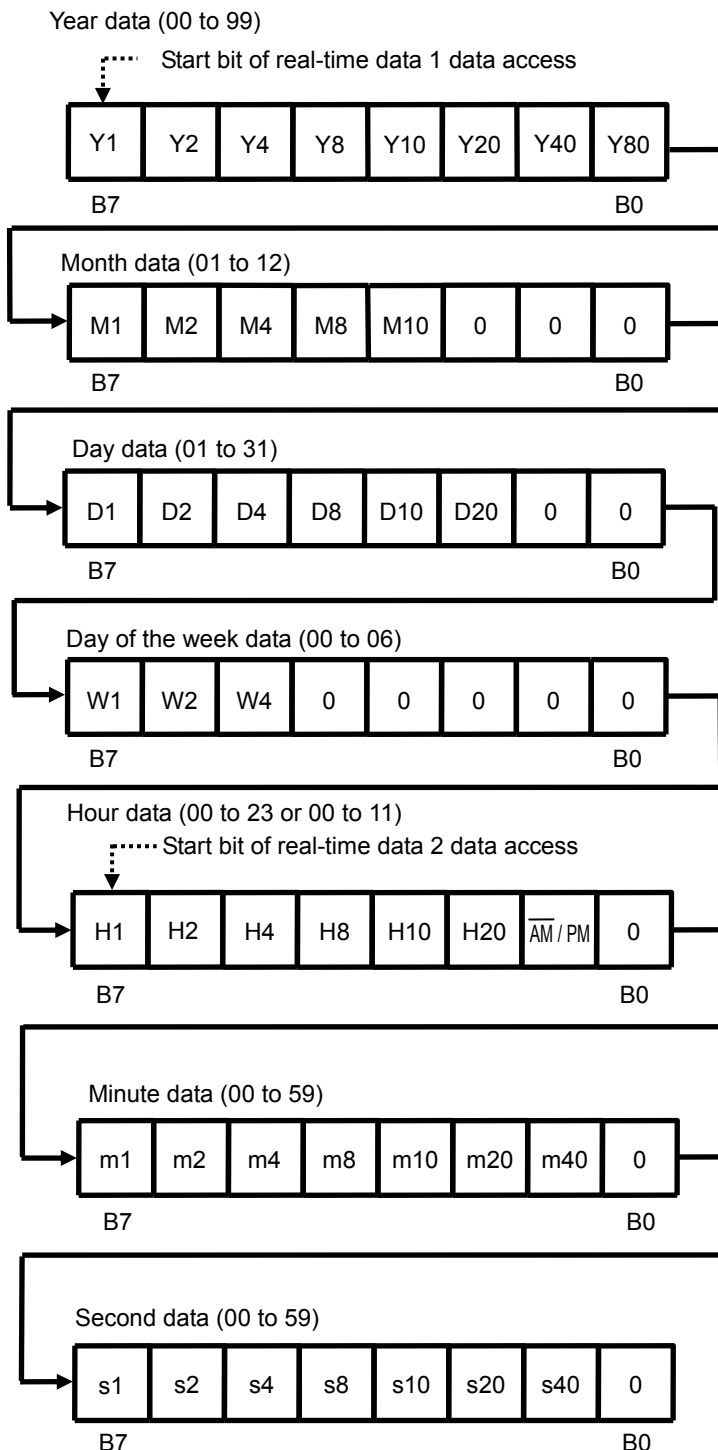 Year data (00 to 99)
Start bit of real-time data 1 data access
Y1 Y2 Y4 Y8 Y10 Y20 Y40 Y80
B7 B0
Month data (01 to 12)
M1 M2 M4 M8 M10 0 0 0
B7 B0
Day data (01 to 31)
D1 D2 D4 D8 D10 D20 0 0
B7 B0
Day of the week data (00 to 06)
W1 W2 W4 0 0 0 0 0
B7 B0
Hour data (00 to 23 or 00 to 11)
Start bit of real-time data 2 data access
H1 H2 H4 H8 H10 H20 A̅M̅ / PM 0
B7 B0
Minute data (00 to 59)
m1 m2 m4 m8 m10 m20 m40 0
B7 B0
Second data (00 to 59)
s1 s2 s4 s8 s10 s20 s40 0
B7 B0